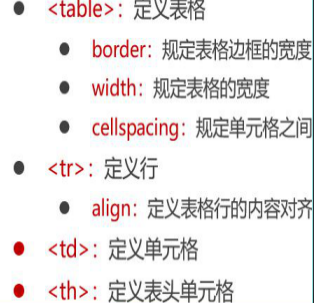 <table>：定义表格
border：规定表格边框的宽度
width：规定表格的宽度
cellspacing：规定单元格之间
<tr>：定义行
align：定义表格行的内容对齐
<td>：定义单元格
<th>：定义表头单元格